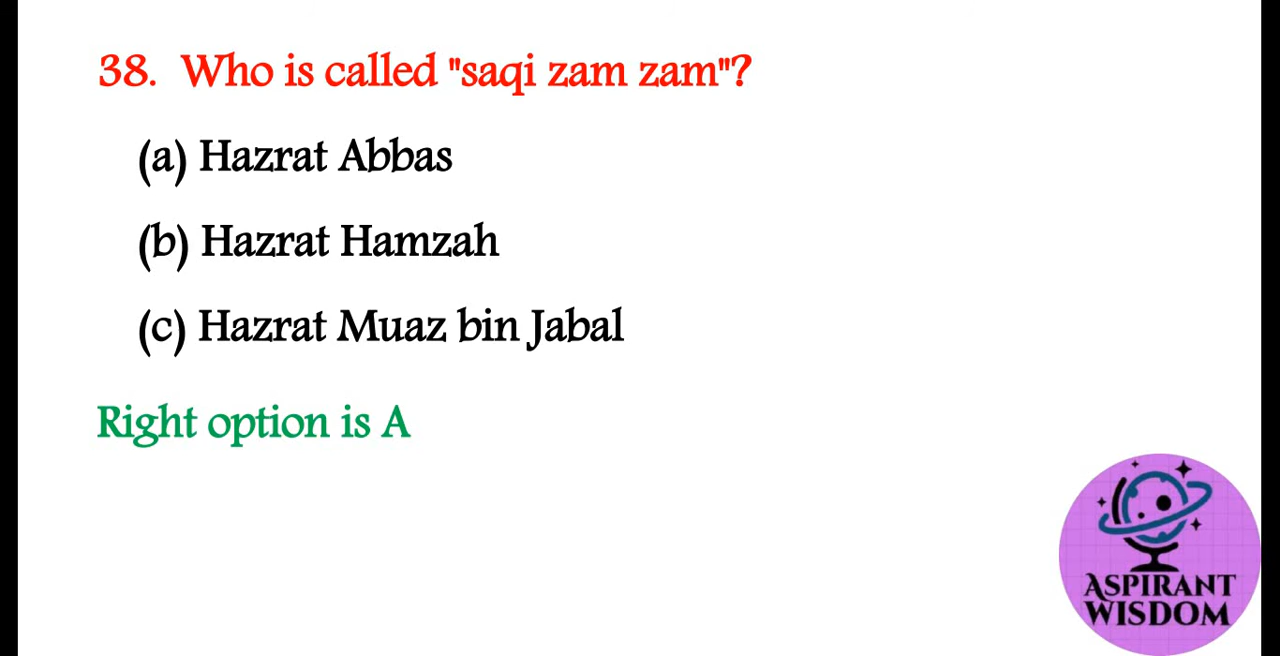 38. Who is called "saqi zam zam"?
(a) Hazrat Abbas
(b) Hazrat Hamzah
(c) Hazrat Muaz bin Jabal
Right option is A
ASPIRANT
WISDOM